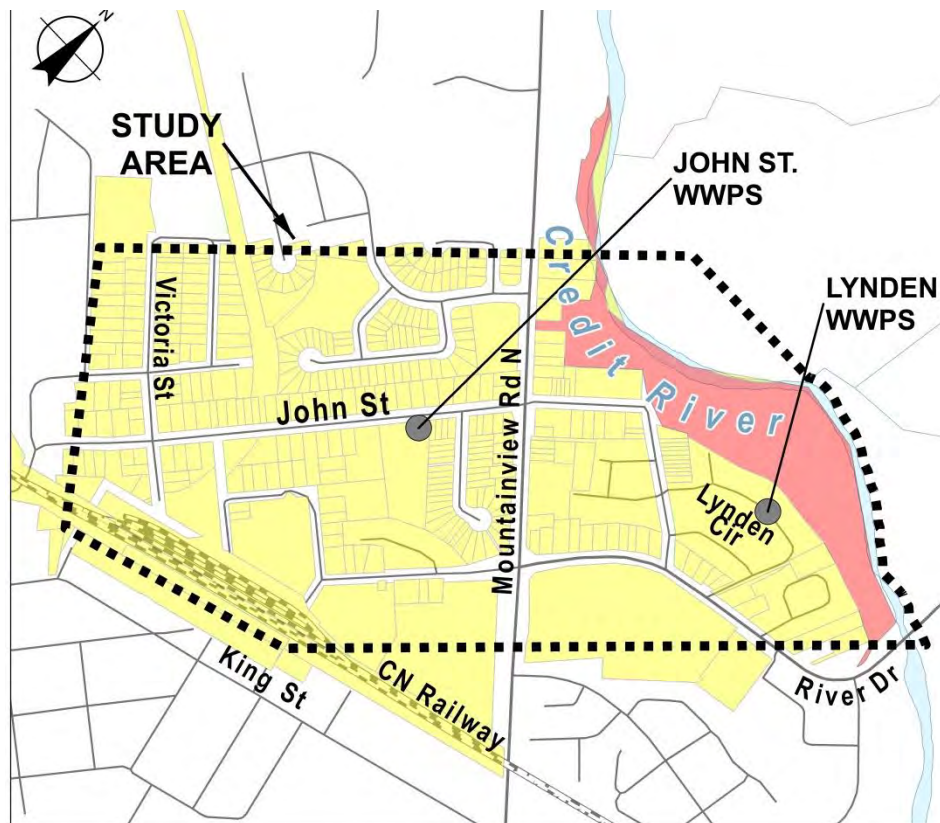 N
STUDY
AREA
JOHN ST.
WWPS
Credit River
LYNDEN
WWPS
Victoria St
John St
Mountainview Rd N
Lynden
Cir
King St
CN Railway
River Dr